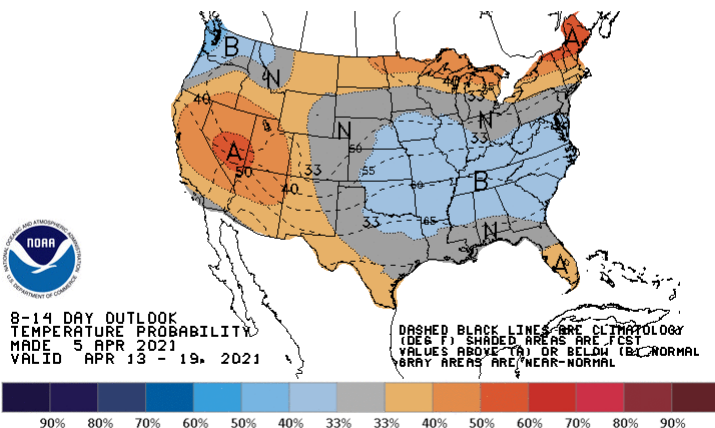 B
A
N
40
40
35
33
A
50
40
33
N
50
55
60
65
N
33
B
33
N
A
NATIONAL OCEANIC AND ATMOSPHERIC ADMINISTRATION
NOAA
U.S. DEPARTMENT OF COMMERCE
8-14 DAY OUTLOOK
TEMPERATURE PROBABILITY
MADE 5 APR 2021
VALID APR 13 - 19, 2021
DASHED BLACK LINES ARE CLIMATOLOGY
(DEG F) SHADED AREAS ARE FCST
VALUES ABOVE (A) OR BELOW (B) NORMAL
GRAY AREAS ARE NEAR-NORMAL
90% 80% 70% 60% 50% 40% 33% 33% 40% 50% 60% 70% 80% 90%